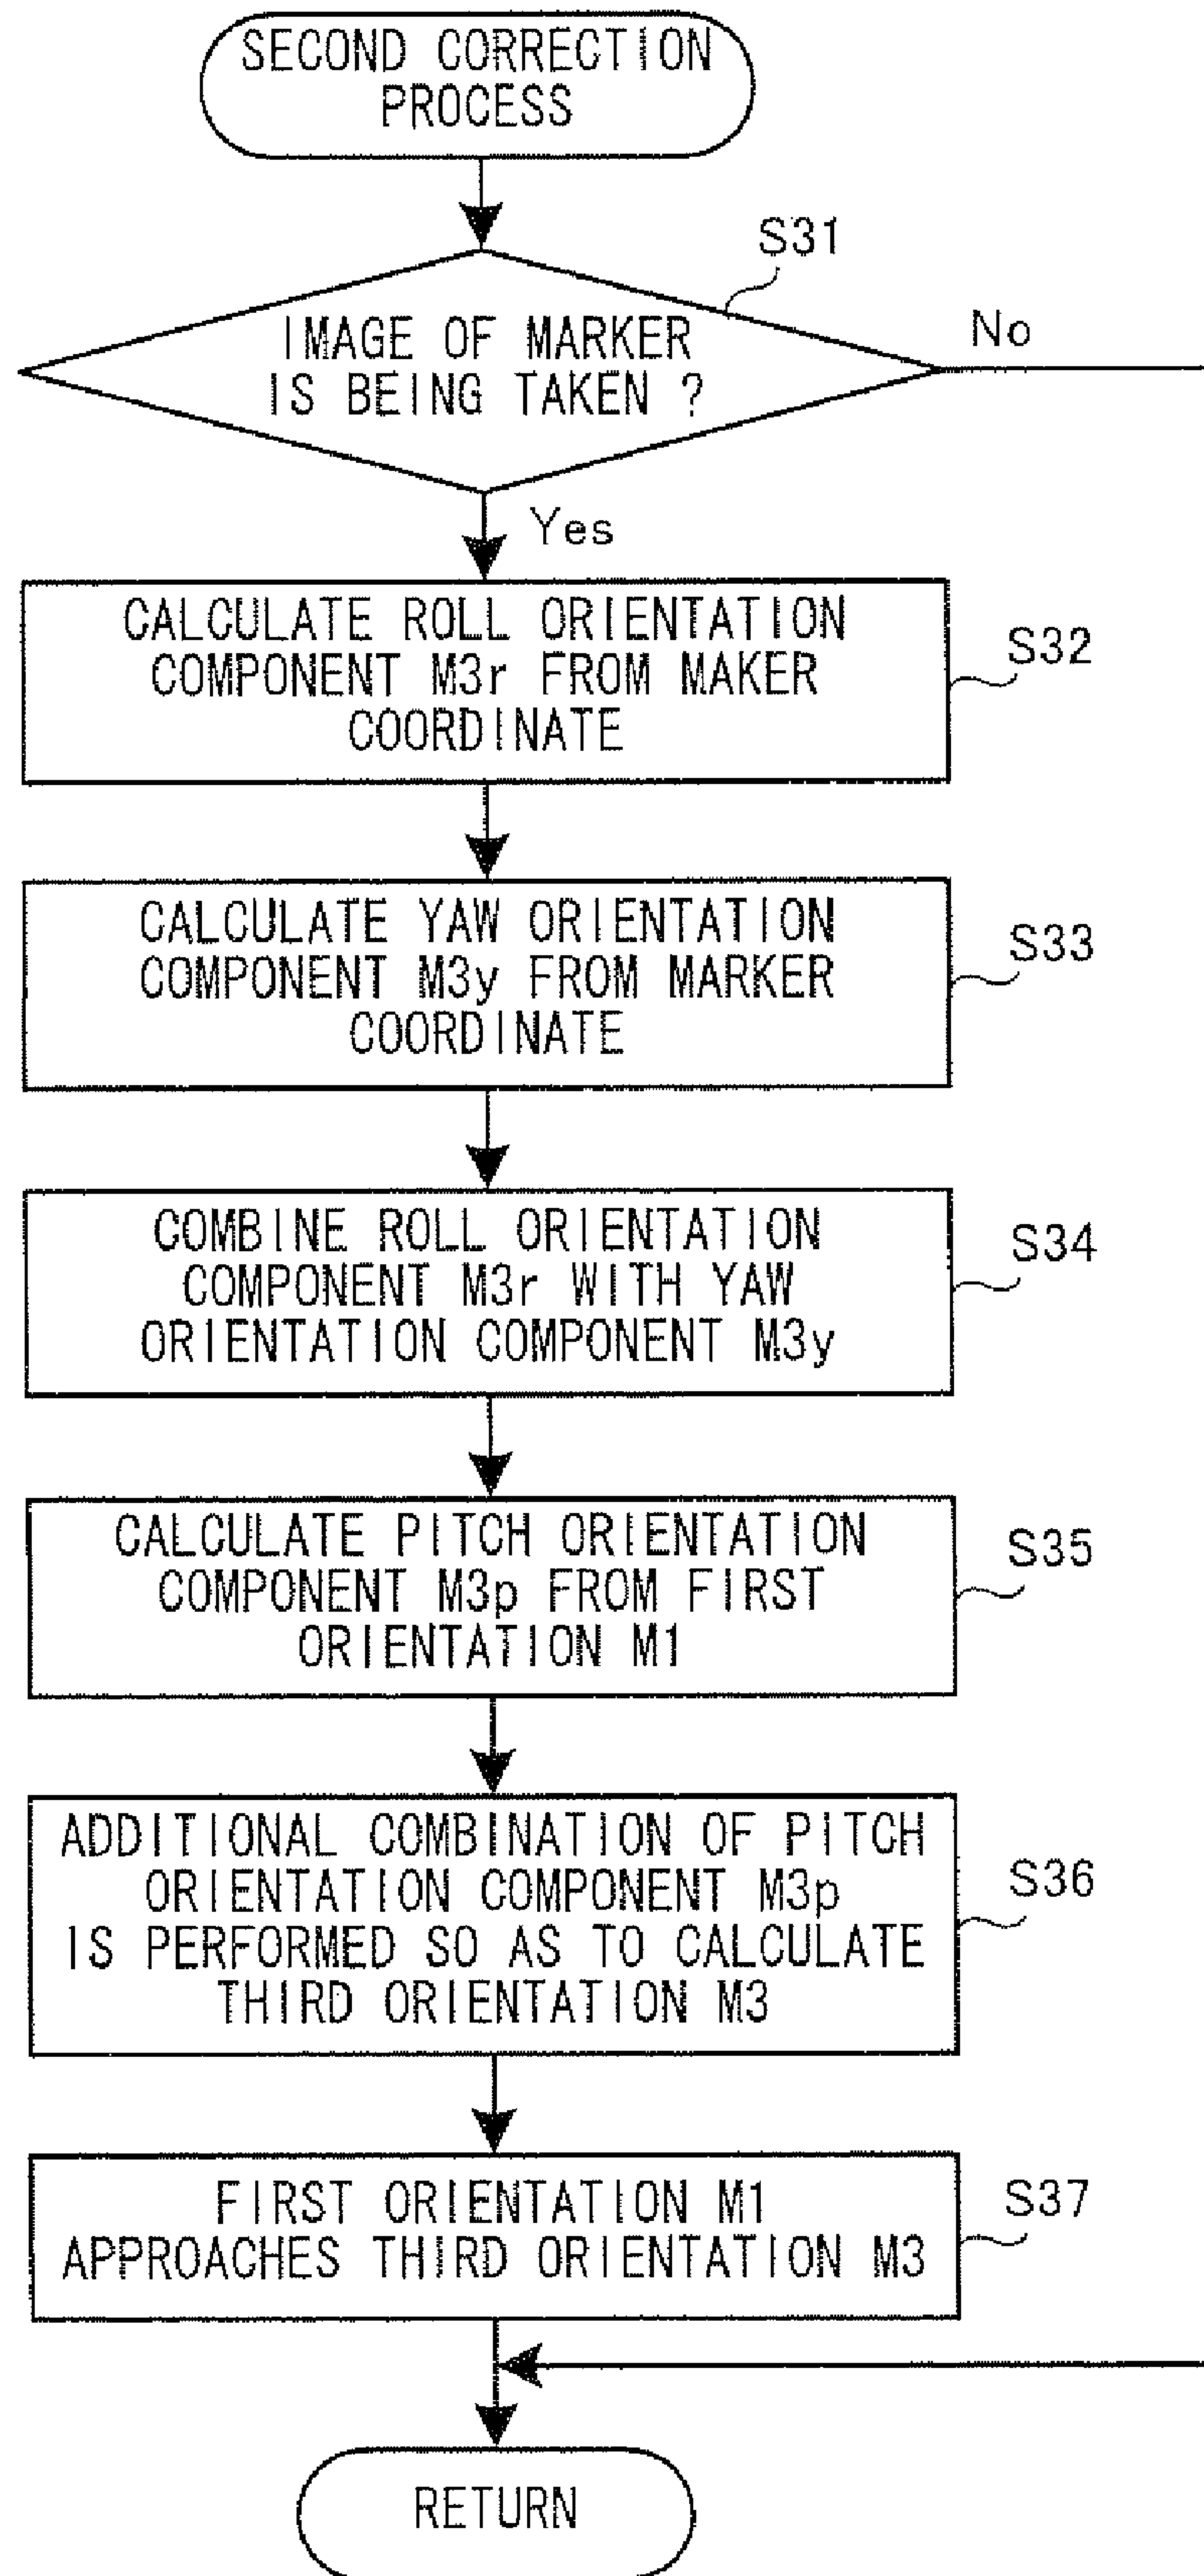 SECOND CORRECTION
PROCESS
S31
IMAGE OF MARKER
IS BEING TAKEN ?
No
Yes
CALCULATE ROLL ORIENTATION
COMPONENT M3r FROM MAKER
COORDINATE
S32
CALCULATE YAW ORIENTATION
COMPONENT M3y FROM MARKER
COORDINATE
S33
COMBINE ROLL ORIENTATION
COMPONENT M3r WITH YAW
ORIENTATION COMPONENT M3y
S34
CALCULATE PITCH ORIENTATION
COMPONENT M3p FROM FIRST
ORIENTATION M1
S35
ADDITIONAL COMBINATION OF PITCH
ORIENTATION COMPONENT M3p
IS PERFORMED SO AS TO CALCULATE
THIRD ORIENTATION M3
S36
FIRST ORIENTATION M1
APPROACHES THIRD ORIENTATION M3
S37
RETURN